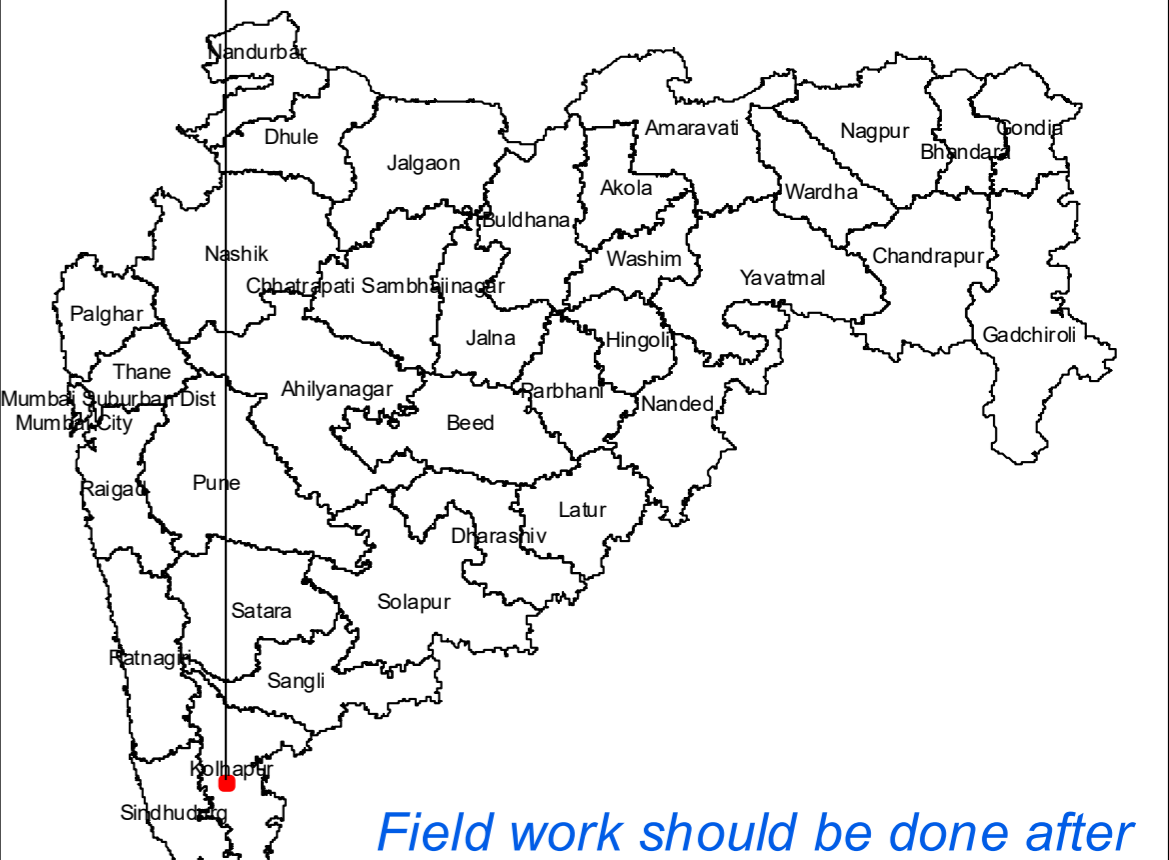 Nandurbar
Dhule
Jalgaon
Amaravati
Nagpur
Gondia
Bhandara
Akola
Wardha
Buldhana
Nashik
Washim
Chandrapur
Chhatrapati Sambhajinagar
Yavatmal
Palghar
Jalna
Hingoli
Gadchiroli
Thane
Ahilyanagar
Parbhani
Mumbai Suburban Dist
Nanded
Mumbai City
Beed
Raigad
Pune
Latur
Dharashiv
Satara
Solapur
Ratnagiri
Sangli
Kolhapur
Sindhudurg
Field work should be done after